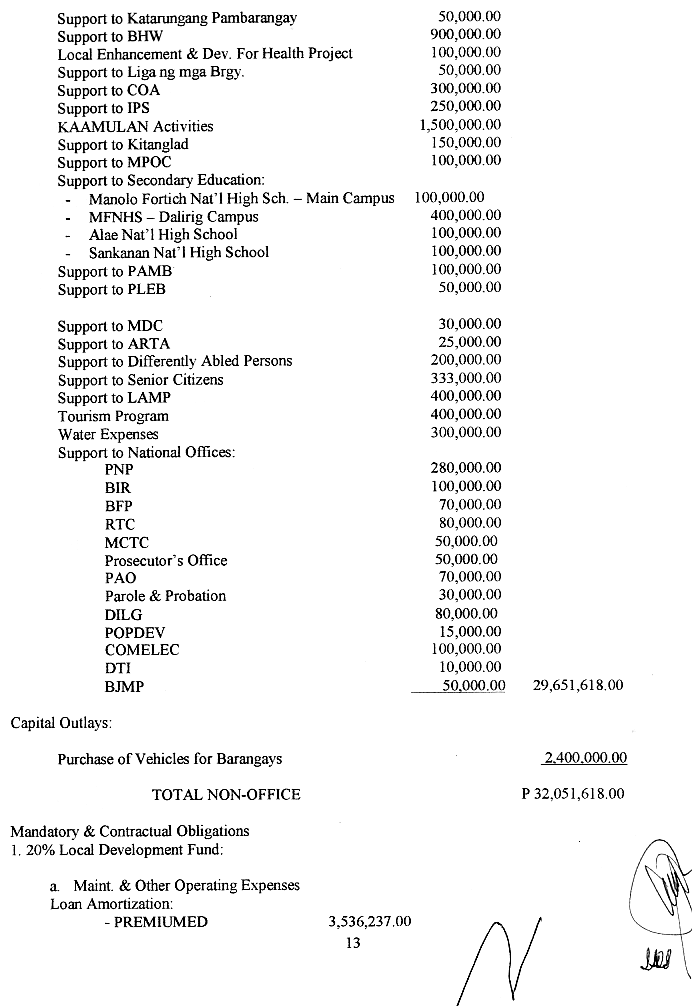 Support to Katarungang Pambarangay 50,000.00
Support to BHW 900,000.00
Local Enhancement & Dev. For Health Project 100,000.00
Support to Liga ng mga Brgy. 50,000.00
Support to COA 300,000.00
Support to IPS 250,000.00
KAAMULAN Activities 1,500,000.00
Support to Kitanglad 150,000.00
Support to MPOC 100,000.00
Support to Secondary Education:
- Manolo Fortich Nat'l High Sch. – Main Campus 100,000.00
- MFNHS – Dalirig Campus 400,000.00
- Alae Nat'l High School 100,000.00
- Sankanan Nat'l High School 100,000.00
Support to PAMB 100,000.00
Support to PLEB 50,000.00
Support to MDC 30,000.00
Support to ARTA 25,000.00
Support to Differently Abled Persons 200,000.00
Support to Senior Citizens 333,000.00
Support to LAMP 400,000.00
Tourism Program 400,000.00
Water Expenses 300,000.00
Support to National Offices:
PNP 280,000.00
BIR 100,000.00
BFP 70,000.00
RTC 80,000.00
MCTC 50,000.00
Prosecutor's Office 50,000.00
PAO 70,000.00
Parole & Probation 30,000.00
DILG 80,000.00
POPDEV 15,000.00
COMELEC 100,000.00
DTI 10,000.00
BJMP 50,000.00 29,651,618.00
Capital Outlays:
Purchase of Vehicles for Barangays 2,400,000.00
TOTAL NON-OFFICE P 32,051,618.00
Mandatory & Contractual Obligations
1. 20% Local Development Fund:
a. Maint. & Other Operating Expenses
Loan Amortization:
- PREMIUMED 3,536,237.00
13